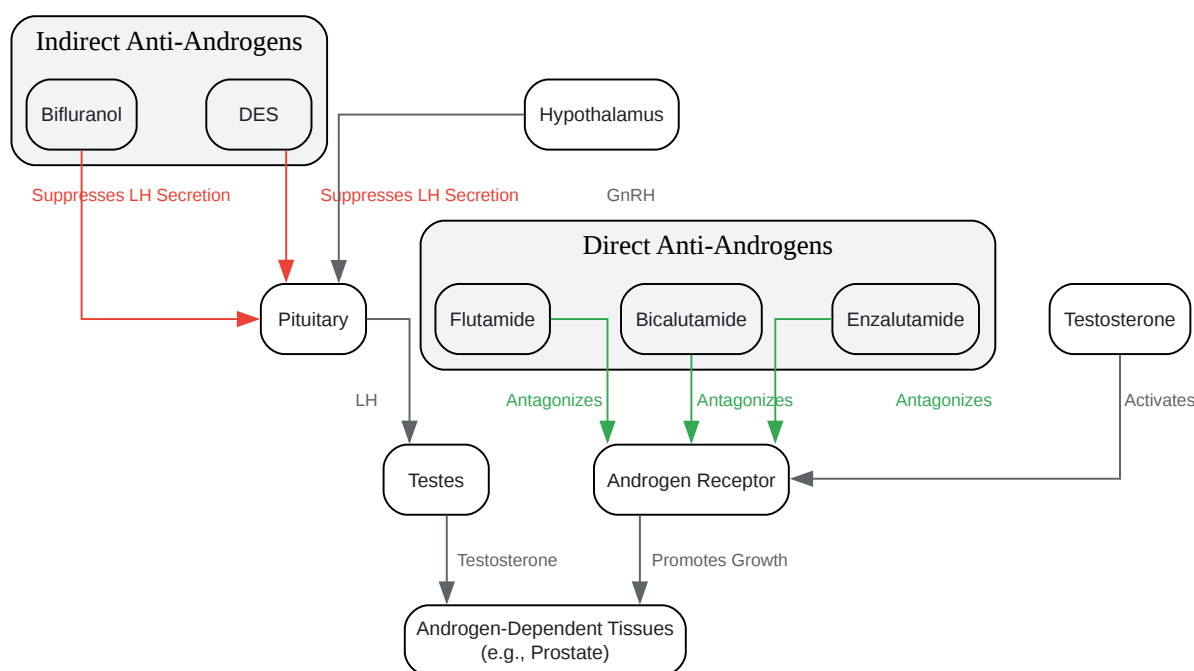 Indirect Anti-Androgens
Bifluranol
DES
Hypothalamus
Suppresses LH Secretion
Suppresses LH Secretion
GnRH
Direct Anti-Androgens
Pituitary
Flutamide
Bicalutamide
Enzalutamide
Testosterone
LH
Antagonizes
Antagonizes
Antagonizes
Activates
Testes
Androgen Receptor
Testosterone
Promotes Growth
Androgen-Dependent Tissues
(e.g., Prostate)